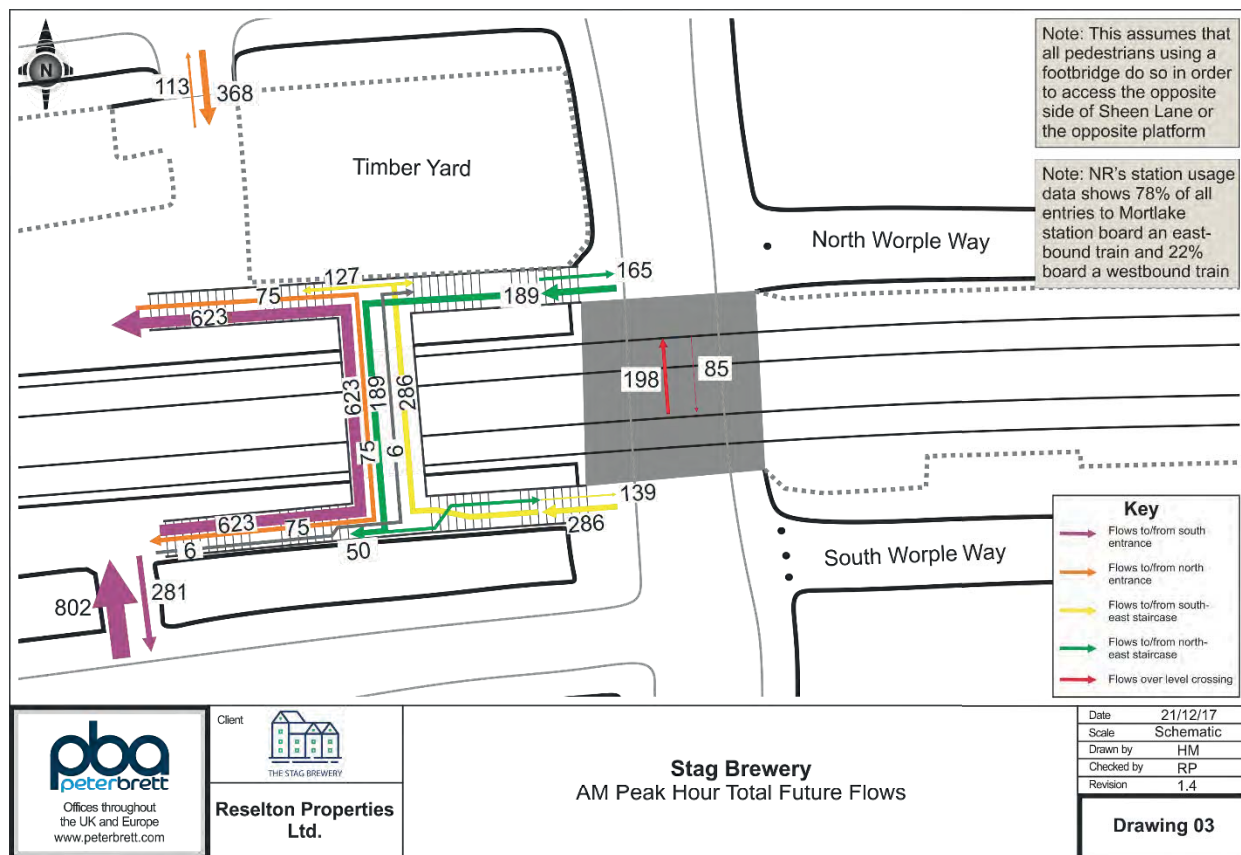 N
113
368
Note: This assumes that
all pedestrians using a
footbridge do so in order
to access the opposite
side of Sheen Lane or
the opposite platform
Timber Yard
Note: NR's station usage
data shows 78% of all
entries to Mortlake
station board an east-
bound train and 22%
board a westbound train
North Worple Way
127
165
75
189
623
198
85
623
189
286
75
6
139
286
623
75
6
50
South Worple Way
802
281
Key
Flows to/from south
entrance
Flows to/from north
entrance
Flows to/from south-
east staircase
Flows to/from north-
east staircase
Flows over level crossing
pba
peterbrett
Offices throughout
the UK and Europe
www.peterbrett.com
Client
THE STAG BREWERY
Reselton Properties
Ltd.
Stag Brewery
AM Peak Hour Total Future Flows
Date 21/12/17
Scale Schematic
Drawn by HM
Checked by RP
Revision 1.4
Drawing 03